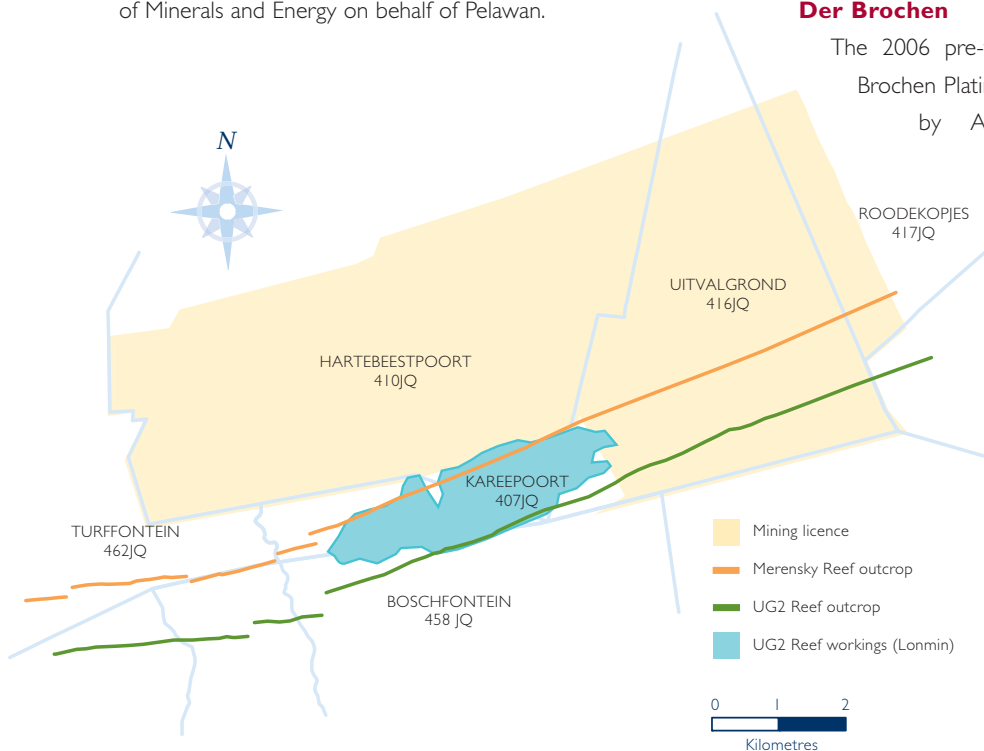 of Minerals and Energy on behalf of Pelawan.
Der Brochen
The 2006 pre-
Brochen
by A
N
ROODEKOPJES
417JQ
UITVALGROND
416JQ
HARTEBEESTPOORT
410JQ
KAREEPOORT
407JQ
TURFFONTEIN
462JQ
BOSCHFONTEIN
458 JQ
Mining licence
Merensky Reef outcrop
UG2 Reef outcrop
UG2 Reef workings (Lonmin)
0 1 2
Kilometres